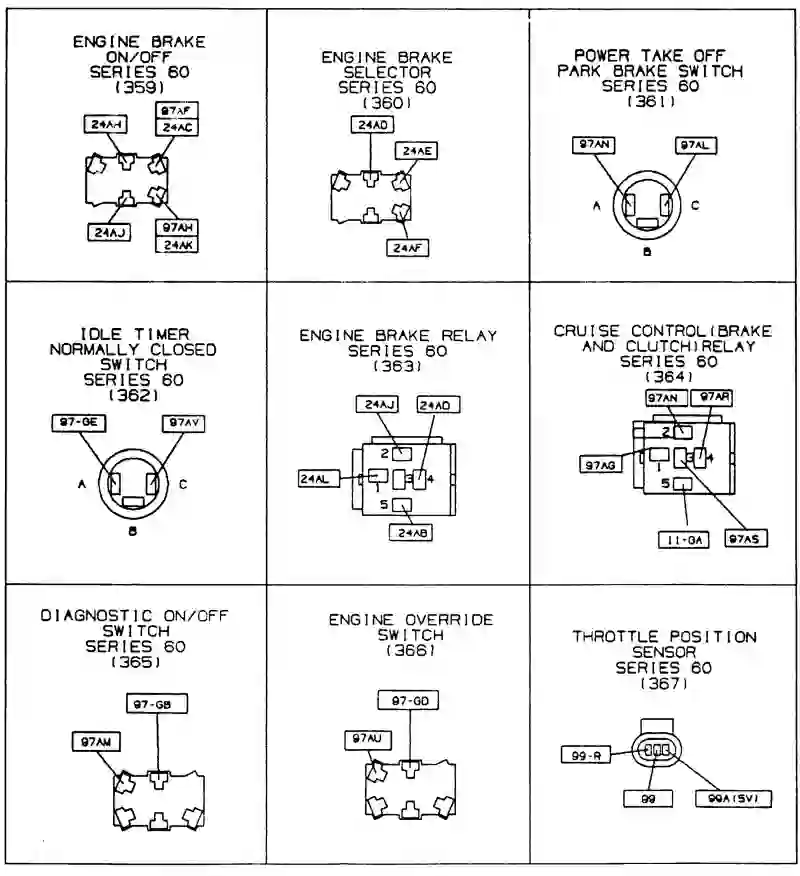 ENGINE BRAKE
ON/OFF
SERIES 60
(359)
97AF
24AH
24AC
24AJ
97AH
24AK
ENGINE BRAKE
SELECTOR
SERIES 60
(360)
24AD
24AE
24AF
POWER TAKE OFF
PARK BRAKE SWITCH
SERIES 60
(361)
97AN
97AL
A
C
B
IDLE TIMER
NORMALLY CLOSED
SWITCH
SERIES 60
(362)
97-GE
97AV
A
C
B
ENGINE BRAKE RELAY
SERIES 60
(363)
24AJ
24AD
2
24AL
1
3
4
5
24AB
CRUISE CONTROL(BRAKE
AND CLUTCH)RELAY
SERIES 60
(364)
97AN
97AR
2
97AG
1
3
4
5
11-GA
97AS
DIAGNOSTIC ON/OFF
SWITCH
SERIES 60
(365)
97-GB
97AM
ENGINE OVERRIDE
SWITCH
(366)
97-GD
97AU
THROTTLE POSITION
SENSOR
SERIES 60
(367)
99-R
99
99A(5V)